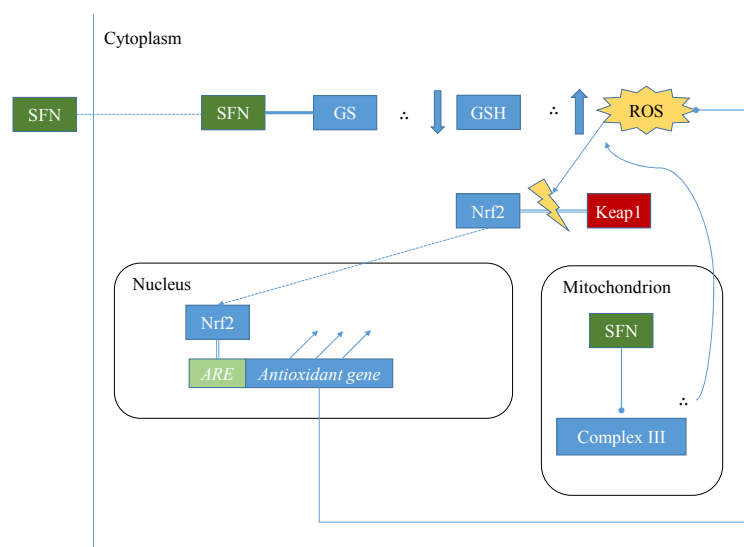 Cytoplasm
SFN
SFN
GS
∴
GSH
∴
ROS
Nrf2
Keap1
Nucleus
Mitochondrion
Nrf2
SFN
ARE
Antioxidant gene
∴
Complex III